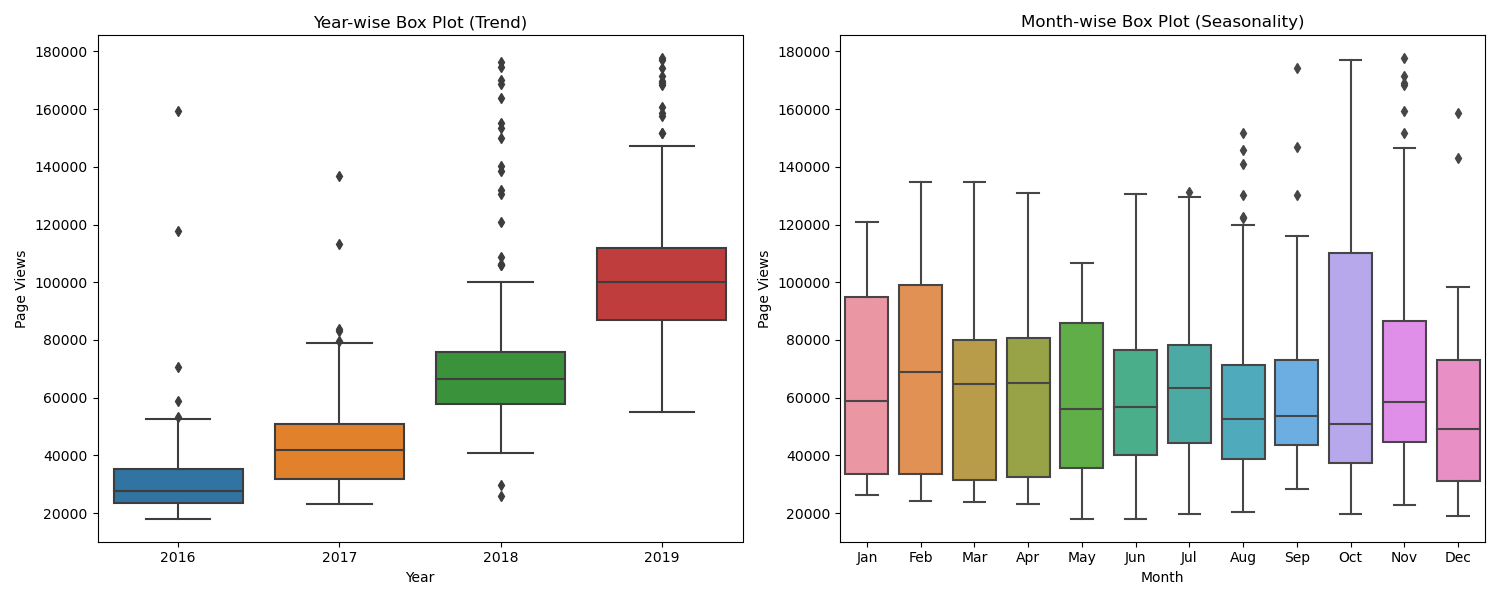 Year-wise Box Plot (Trend)
Page Views
180000
160000
140000
120000
100000
80000
60000
40000
20000
2016 2017 2018 2019
Year
Month-wise Box Plot (Seasonality)
Page Views
180000
160000
140000
120000
100000
80000
60000
40000
20000
Jan Feb Mar Apr May Jun Jul Aug Sep Oct Nov Dec
Month